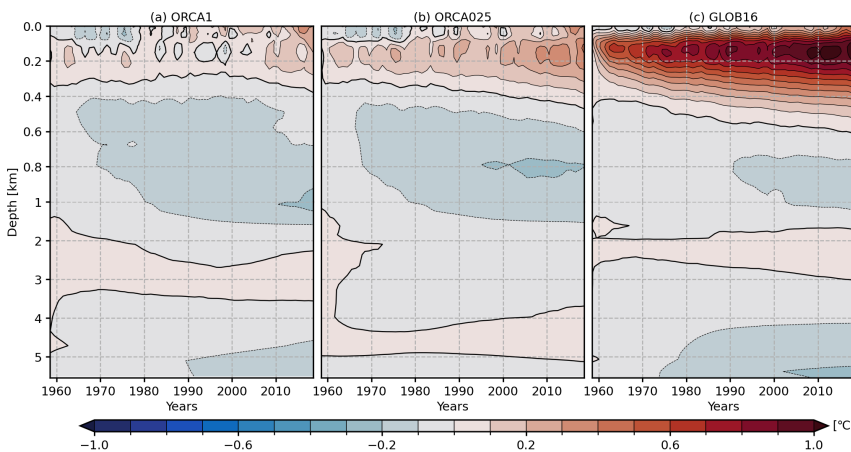 (a) ORCA1 (b) ORCA025 (c) GLOB16
0.0
0.2
0.4
0.6
0.8
1
2
3
4
5
Depth [km]
1960 1970 1980 1990 2000 2010 1960 1970 1980 1990 2000 2010 1960 1970 1980 1990 2000 2010
Years Years Years
−1.0 −0.6 −0.2 0.2 0.6 1.0
[°C